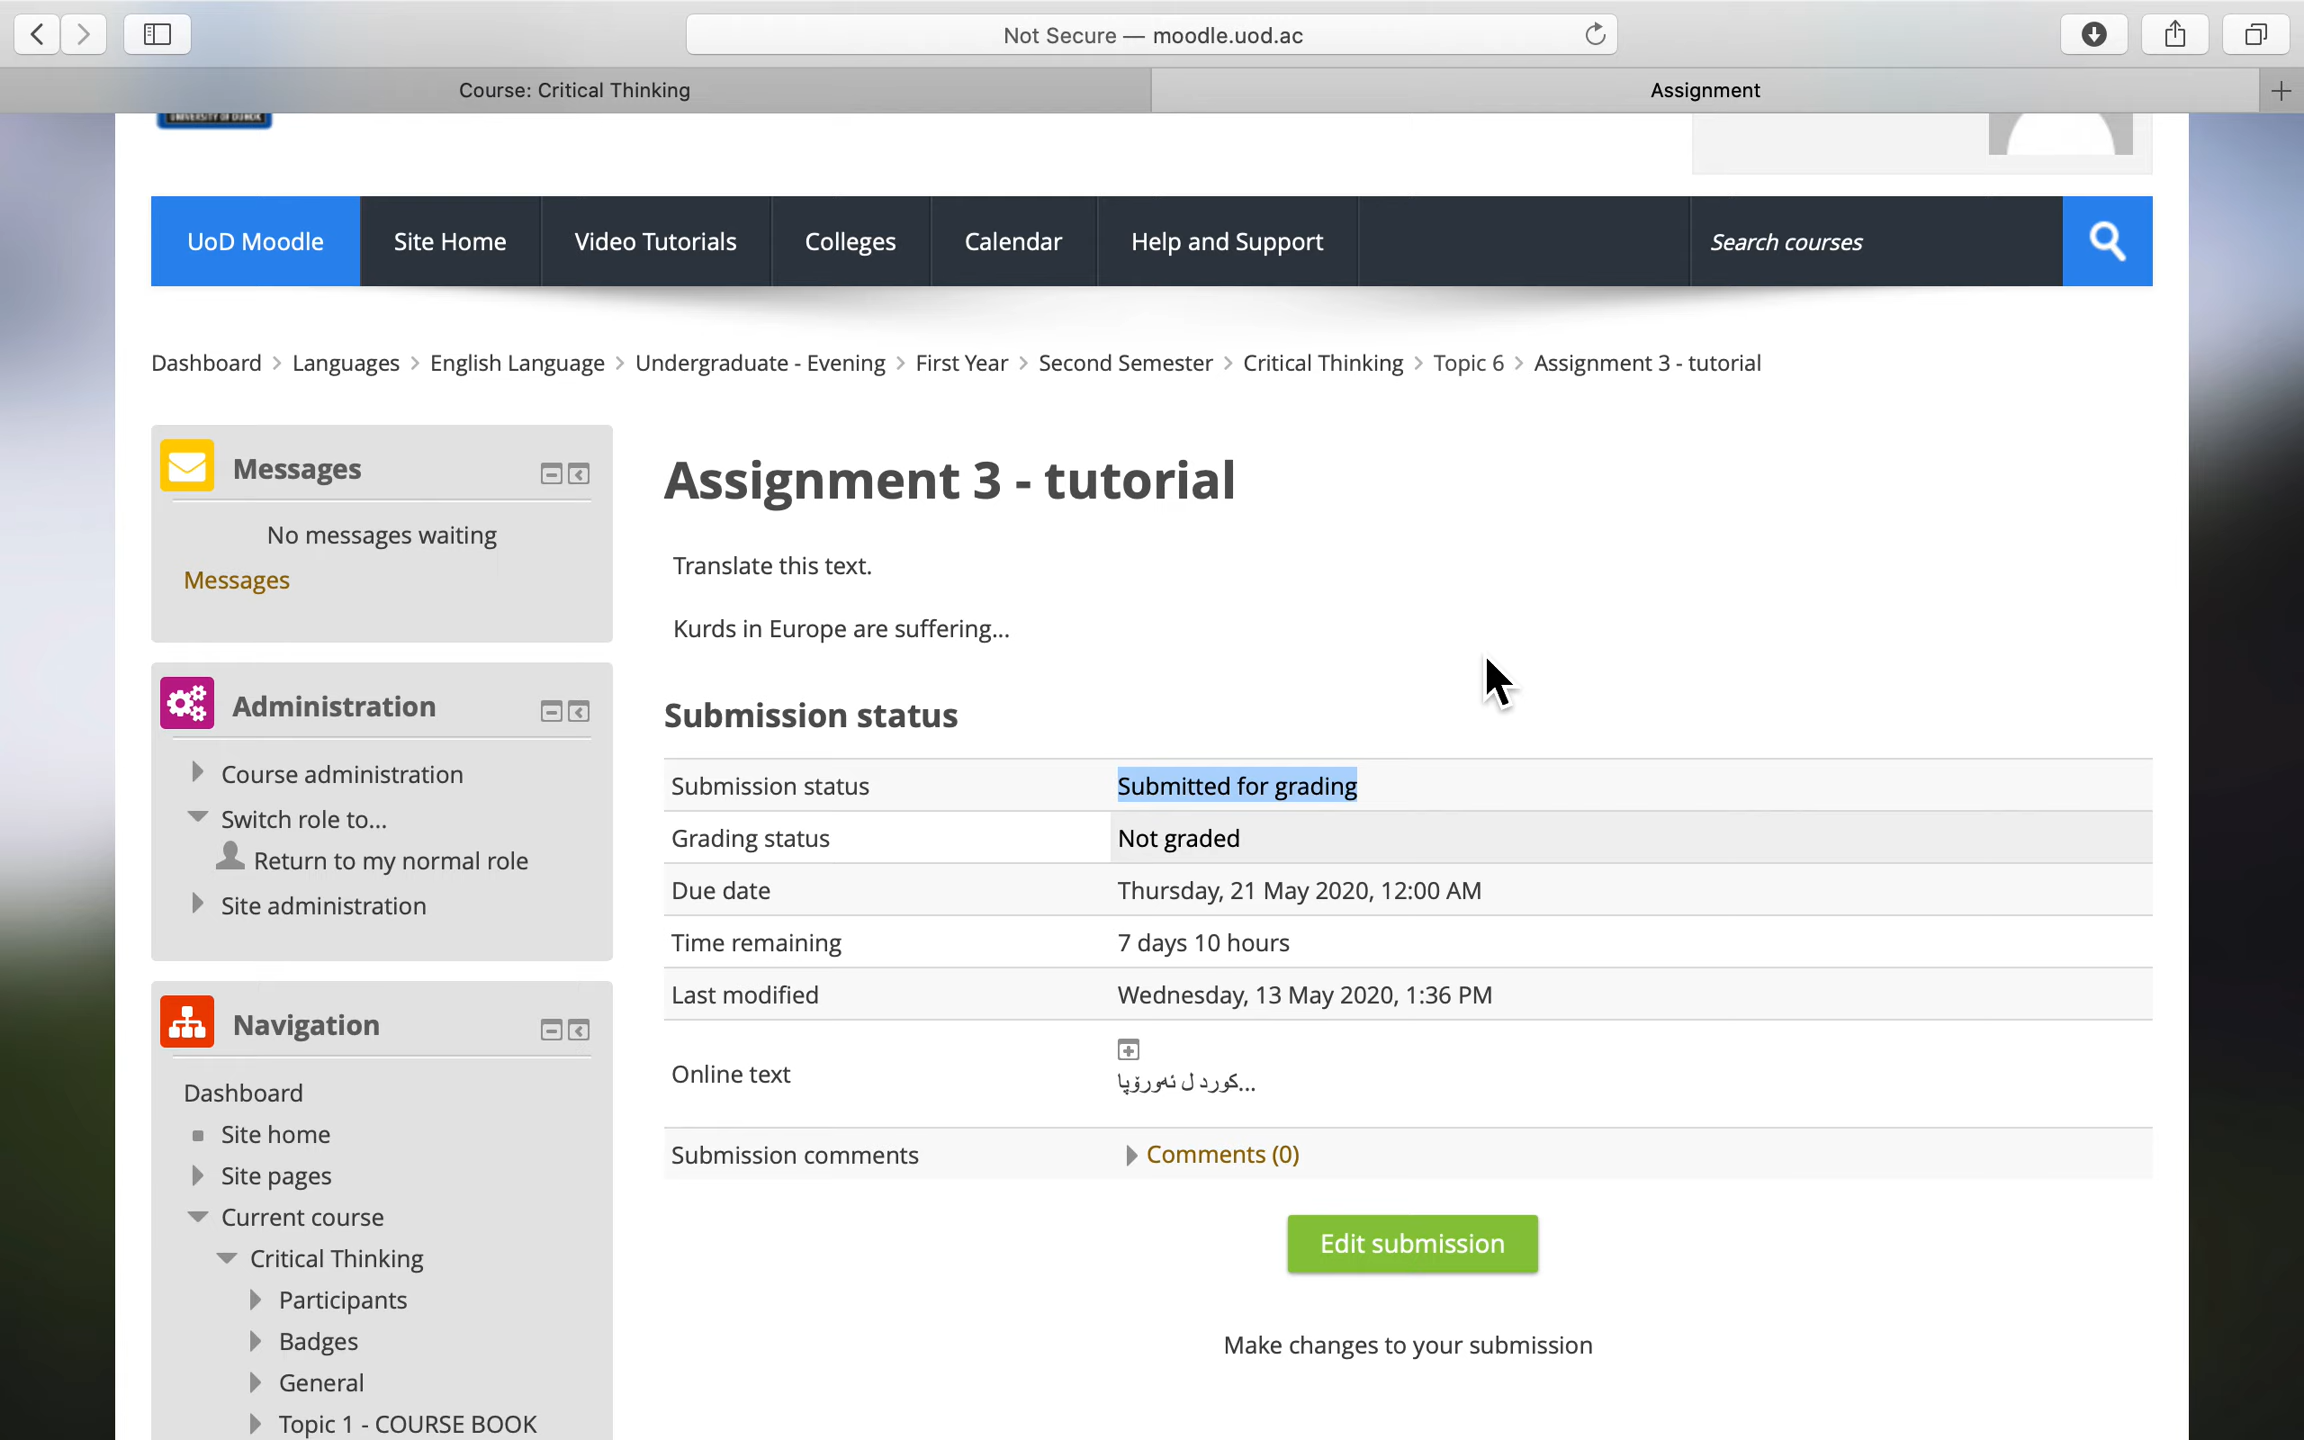 Not Secure — moodle.uod.ac
Course: Critical Thinking
Assignment
UNIVERSITY OF DUHOK
UoD Moodle
Site Home
Video Tutorials
Colleges
Calendar
Help and Support
Search courses
Dashboard > Languages > English Language > Undergraduate - Evening > First Year > Second Semester > Critical Thinking > Topic 6 > Assignment 3 - tutorial
Messages
No messages waiting
Messages
Administration
Course administration
Switch role to...
Return to my normal role
Site administration
Navigation
Dashboard
Site home
Site pages
Current course
Critical Thinking
Participants
Badges
General
Topic 1 - COURSE BOOK
Assignment 3 - tutorial
Translate this text.
Kurds in Europe are suffering...
Submission status
Submission status Submitted for grading
Grading status Not graded
Due date Thursday, 21 May 2020, 12:00 AM
Time remaining 7 days 10 hours
Last modified Wednesday, 13 May 2020, 1:36 PM
Online text کورد ل ئەورۆپا...
Submission comments Comments (0)
Edit submission
Make changes to your submission